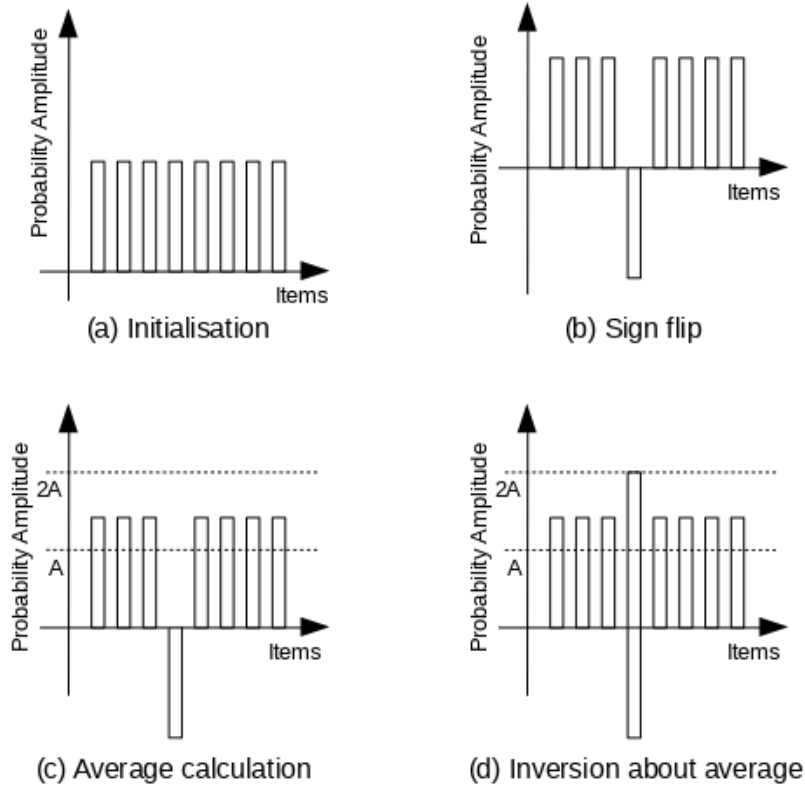 Probability Amplitude
Items
(a) Initialisation
Probability Amplitude
Items
(b) Sign flip
Probability Amplitude
2A
A
Items
(c) Average calculation
Probability Amplitude
2A
A
Items
(d) Inversion about average